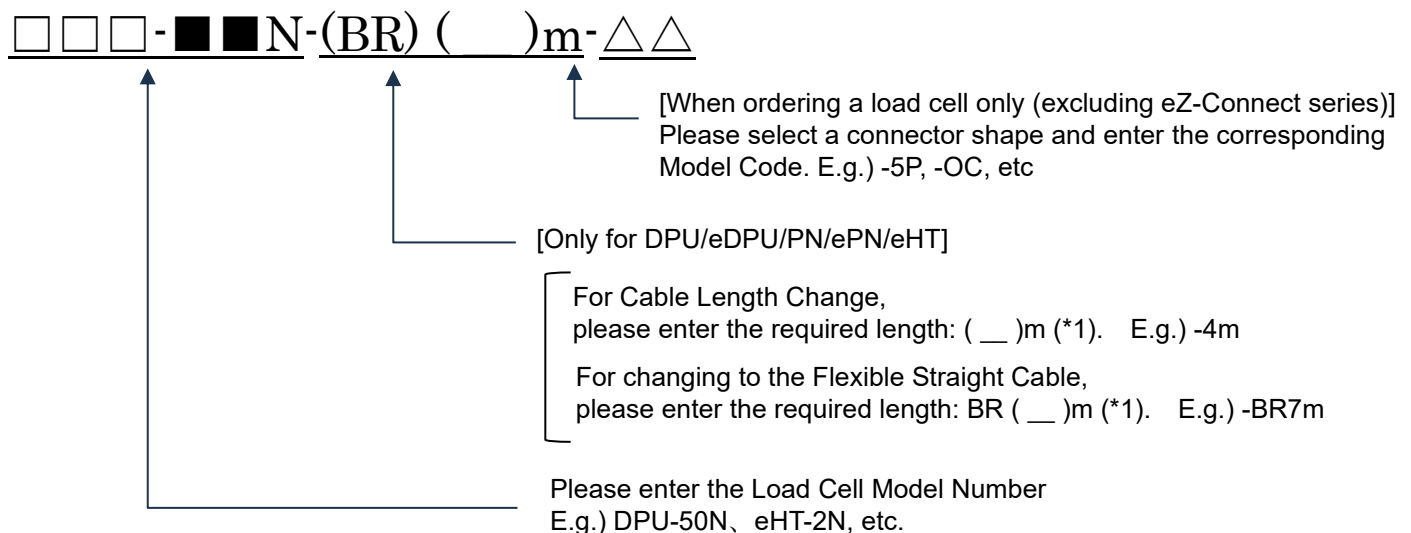 □□□-■■N-(BR) ( __ )m-△△
[When ordering a load cell only (excluding eZ-Connect series)]
Please select a connector shape and enter the corresponding
Model Code. E.g.) -5P, -OC, etc
[Only for DPU/eDPU/PN/ePN/eHT]
For Cable Length Change,
please enter the required length: ( __ )m (*1). E.g.) -4m
For changing to the Flexible Straight Cable,
please enter the required length: BR ( __ )m (*1). E.g.) -BR7m
Please enter the Load Cell Model Number
E.g.) DPU-50N、eHT-2N, etc.